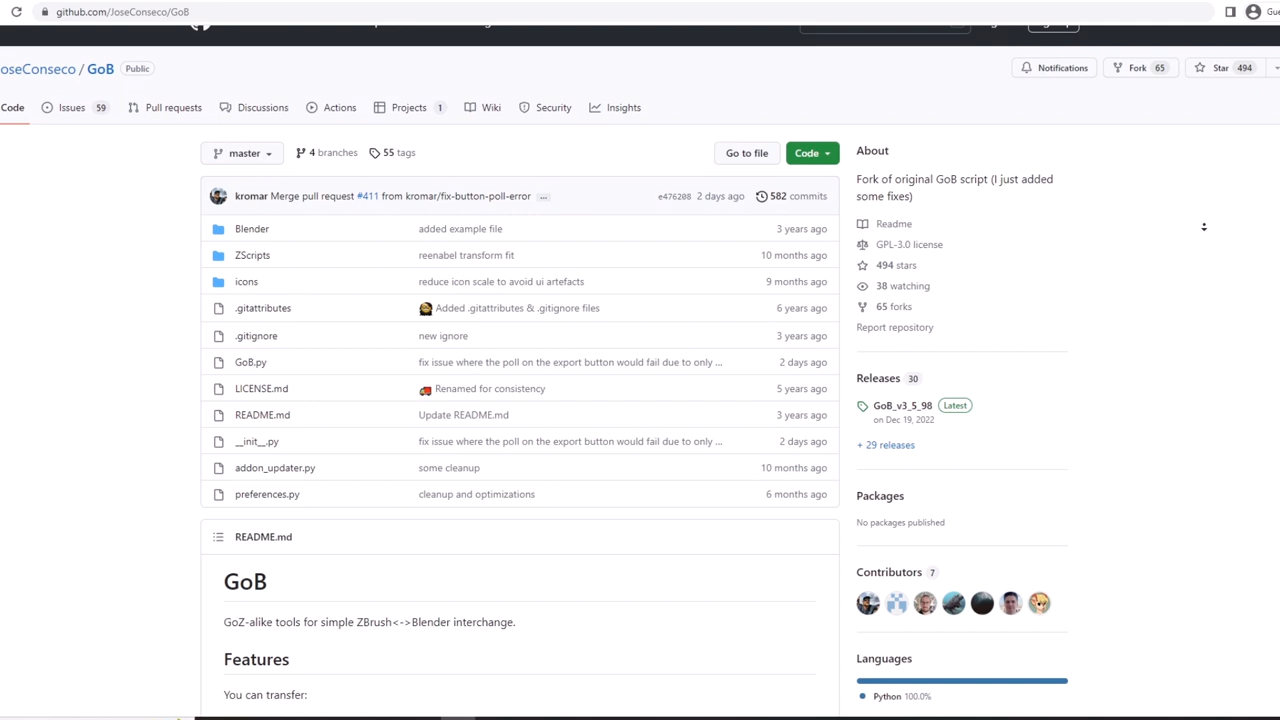 github.com/JoseConseco/GoB
oseConseco / GoB Public
Notifications Fork 65 Star 494
Code Issues 59 Pull requests Discussions Actions Projects 1 Wiki Security Insights
master 4 branches 55 tags Go to file Code
kromar Merge pull request #411 from kromar/fix-button-poll-error ... e476208 2 days ago 582 commits
Blender added example file 3 years ago
ZScripts reenabel transform fit 10 months ago
icons reduce icon scale to avoid ui artefacts 9 months ago
.gitattributes Added .gitattributes & .gitignore files 6 years ago
.gitignore new ignore 3 years ago
GoB.py fix issue where the poll on the export button would fail due to only ... 2 days ago
LICENSE.md Renamed for consistency 5 years ago
README.md Update README.md 3 years ago
__init__.py fix issue where the poll on the export button would fail due to only ... 2 days ago
addon_updater.py some cleanup 10 months ago
preferences.py cleanup and optimizations 6 months ago
README.md
GoB
GoZ-alike tools for simple ZBrush<->Blender interchange.
Features
You can transfer:
About
Fork of original GoB script (I just added
some fixes)
Readme
GPL-3.0 license
494 stars
38 watching
65 forks
Report repository
Releases 30
GoB_v3_5_98 Latest
on Dec 19, 2022
+ 29 releases
Packages
No packages published
Contributors 7
Languages
Python 100.0%